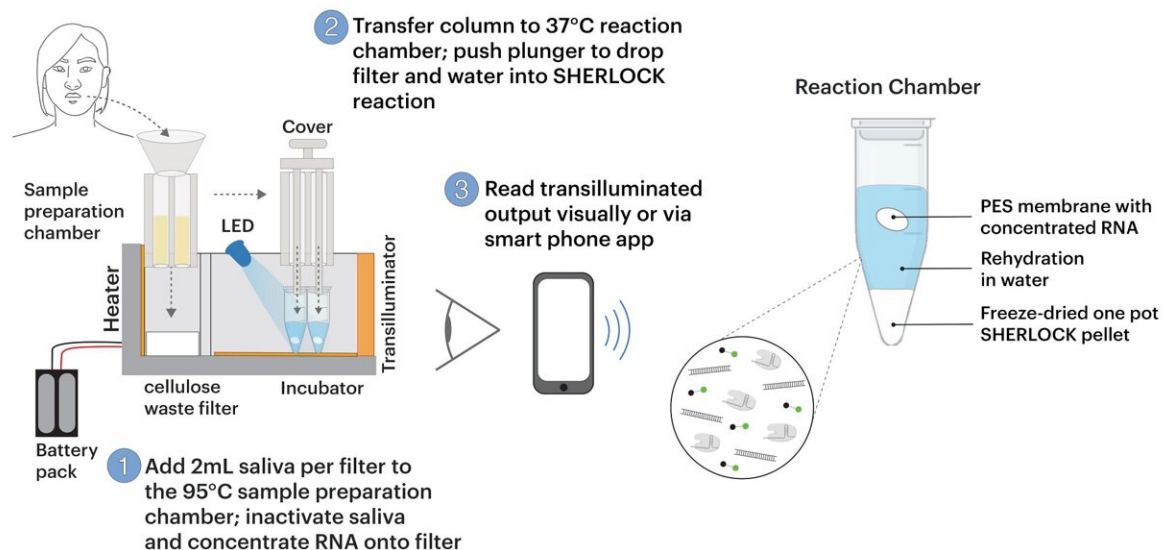 2
Transfer column to 37°C reaction
chamber; push plunger to drop
filter and water into SHERLOCK
reaction
Reaction Chamber
Cover
Sample
preparation
chamber
LED
3
Read transilluminated
output visually or via
smart phone app
PES membrane with
concentrated RNA
Rehydration
in water
Freeze-dried one pot
SHERLOCK pellet
Heater
Transilluminator
cellulose
waste filter
Incubator
Battery
pack
1
Add 2mL saliva per filter to
the 95°C sample preparation
chamber; inactivate saliva
and concentrate RNA onto filter